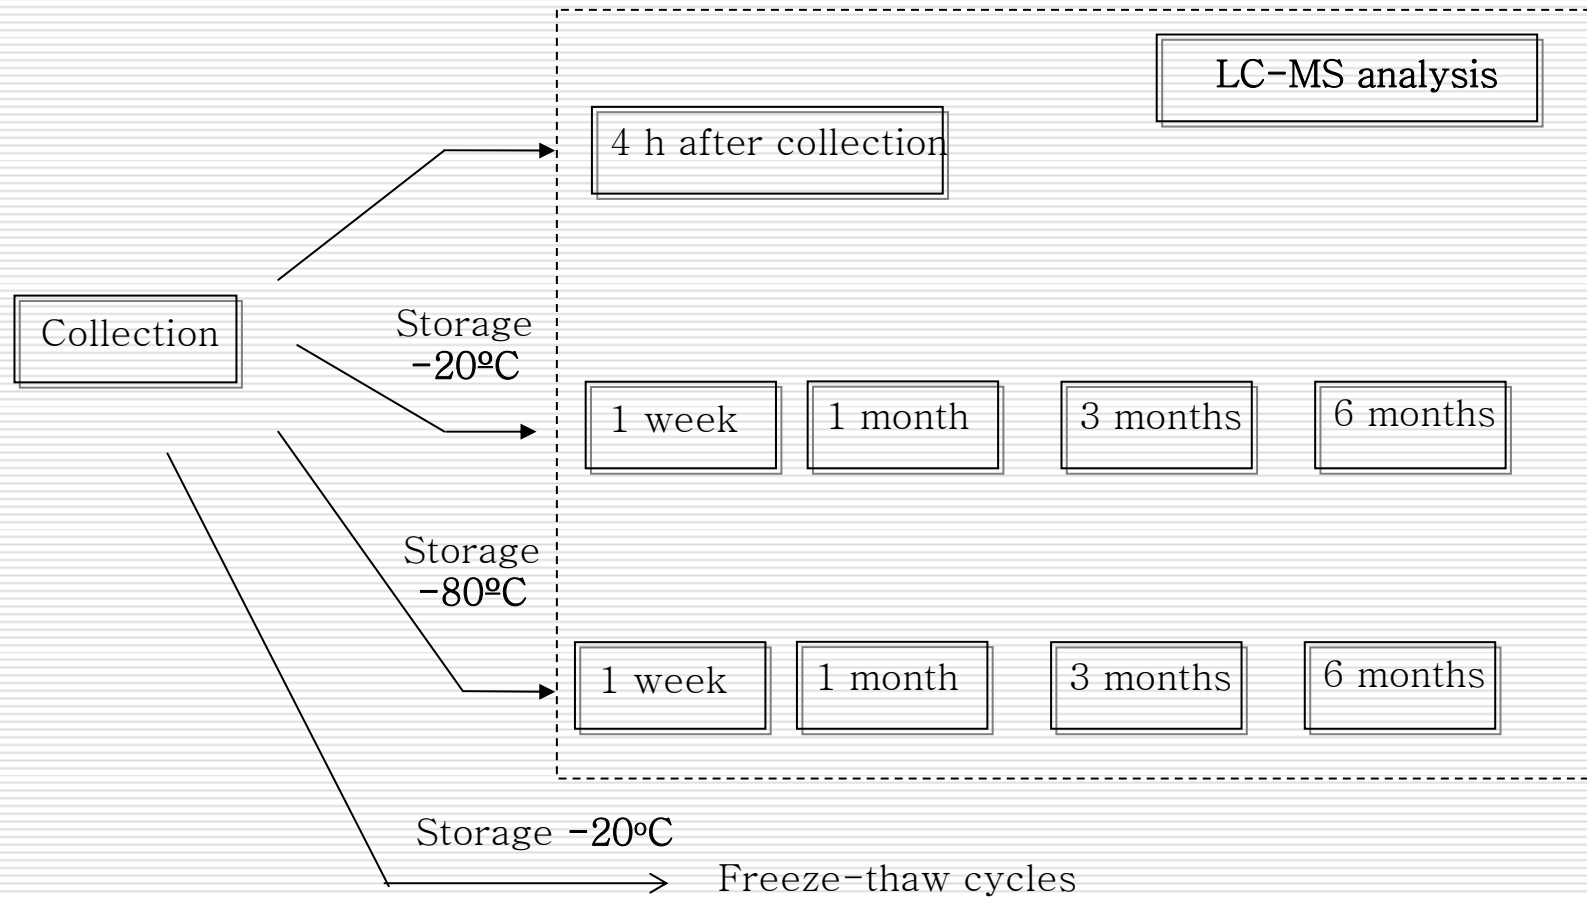 LC-MS analysis
4 h after collection
Collection
Storage
-20ºC
1 week
1 month
3 months
6 months
Storage
-80ºC
1 week
1 month
3 months
6 months
Storage -20ºC
Freeze-thaw cycles